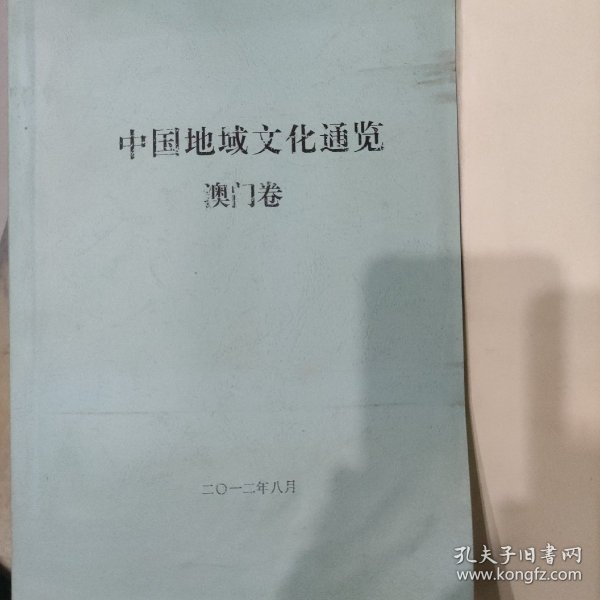 中国地域文化通览
澳门卷
二〇一二年八月
孔夫子旧书网
www.kongfz.com